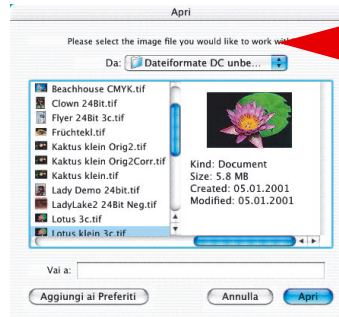 Apri
Please select the image file you would like to work
Da: Dateiformate DC unbe...
Beachhouse CMYK.tif
Clown 24Bit.tif
Flyer 24Bit 3c.tif
Früchtekl.tif
Kaktus klein Orig2.tif
Kaktus klein Orig2Corr.tif
Kaktus klein.tif
Lady Demo 24bit.tif
LadyLake2 24Bit Neg.tif
Lotus 3c.tif
Lotus klein 3c.tif
Kind: Document
Size: 5.8 MB
Created: 05.01.2001
Modified: 05.01.2001
Vai a:
Aggiungi ai Preferiti
Annulla
Apri